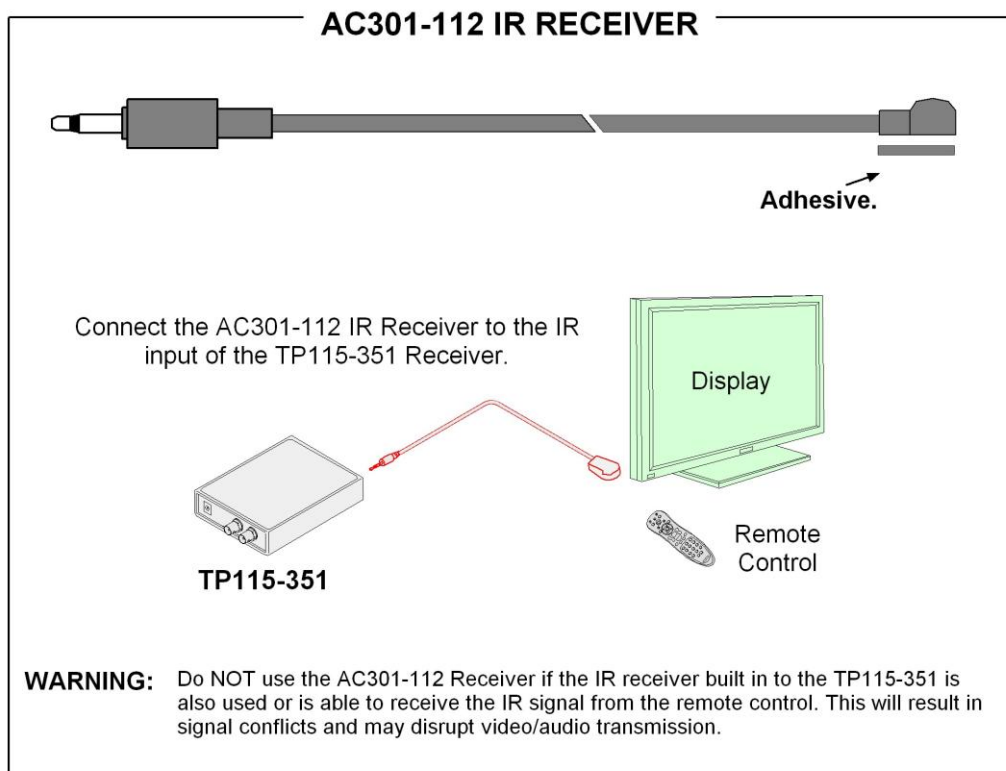 AC301-112 IR RECEIVER
Adhesive.
Connect the AC301-112 IR Receiver to the IR
input of the TP115-351 Receiver.
Display
TP115-351
Remote
Control
WARNING: Do NOT use the AC301-112 Receiver if the IR receiver built in to the TP115-351 is
also used or is able to receive the IR signal from the remote control. This will result in
signal conflicts and may disrupt video/audio transmission.